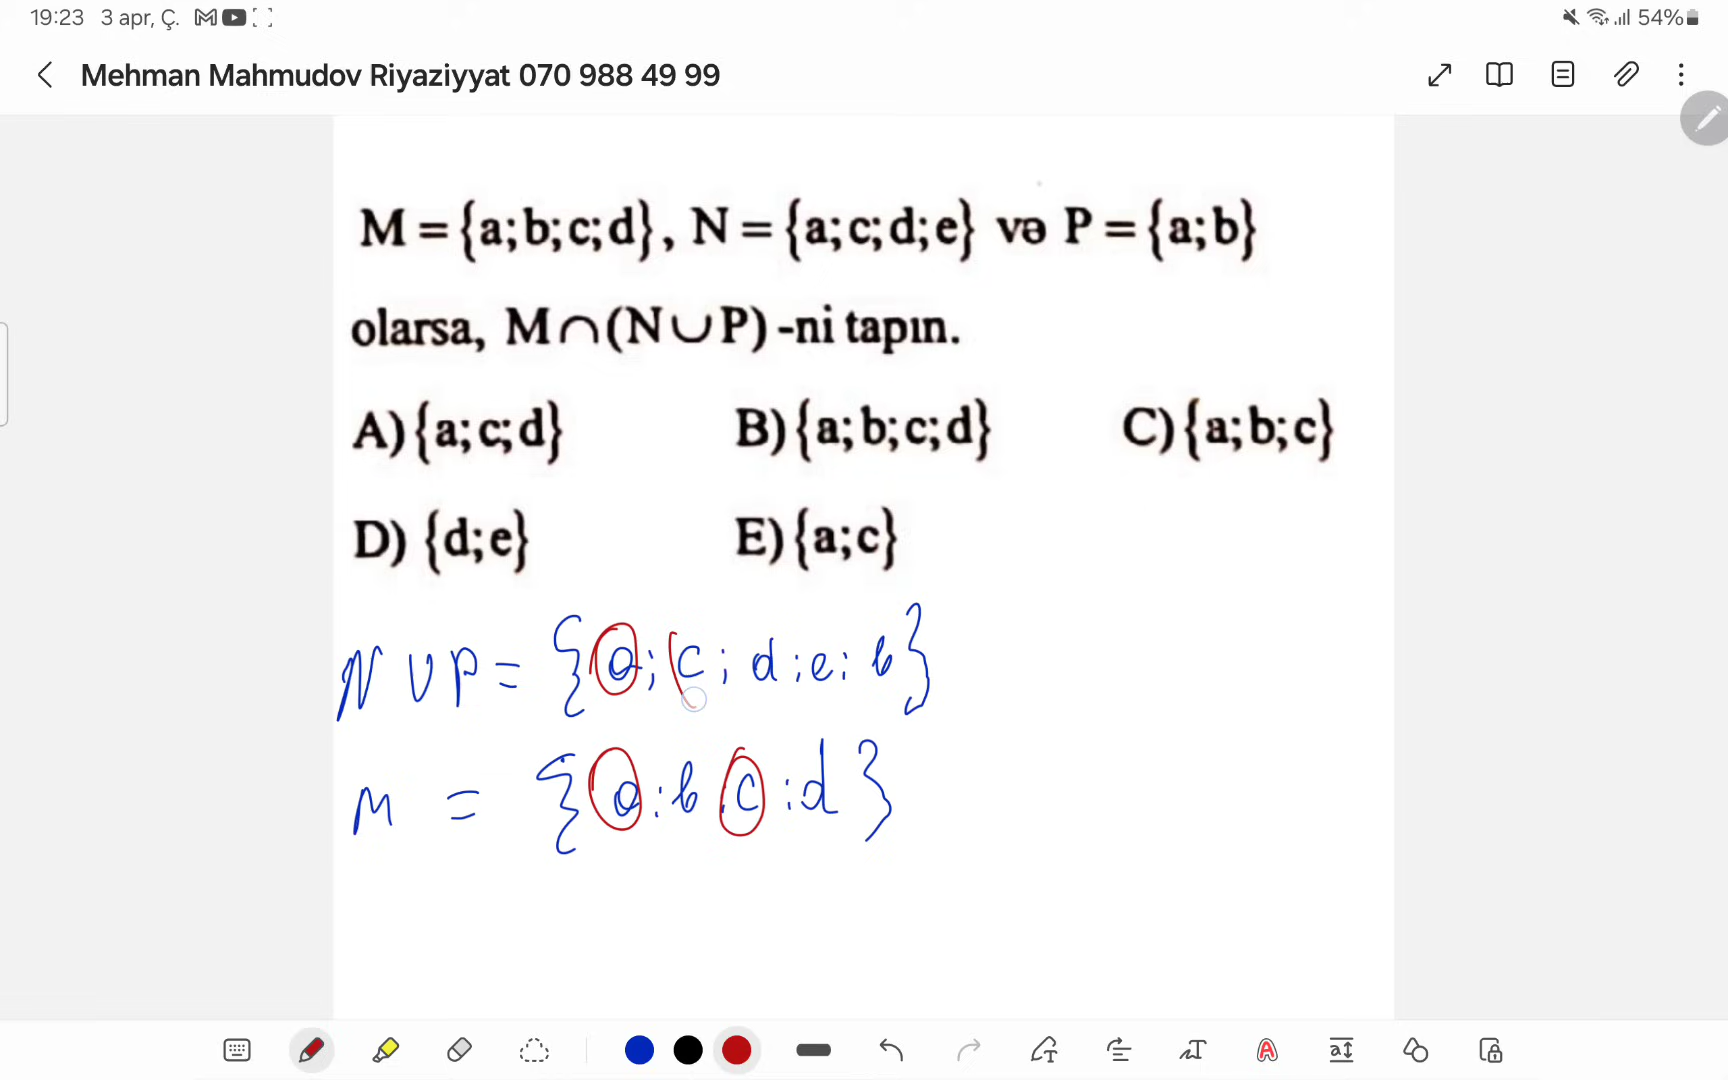 19:23 3 apr, Ç. 54%
Mehman Mahmudov Riyaziyyat 070 988 49 99
M = {a;b;c;d}, N = {a;c;d;e} və P = {a;b}
olarsa, M∩(N∪P) -ni tapın.
A) {a;c;d} B) {a;b;c;d} C) {a;b;c}
D) {d;e} E) {a;c}
N U P = {a; c; d; e; b}
M = {a; b c; d}